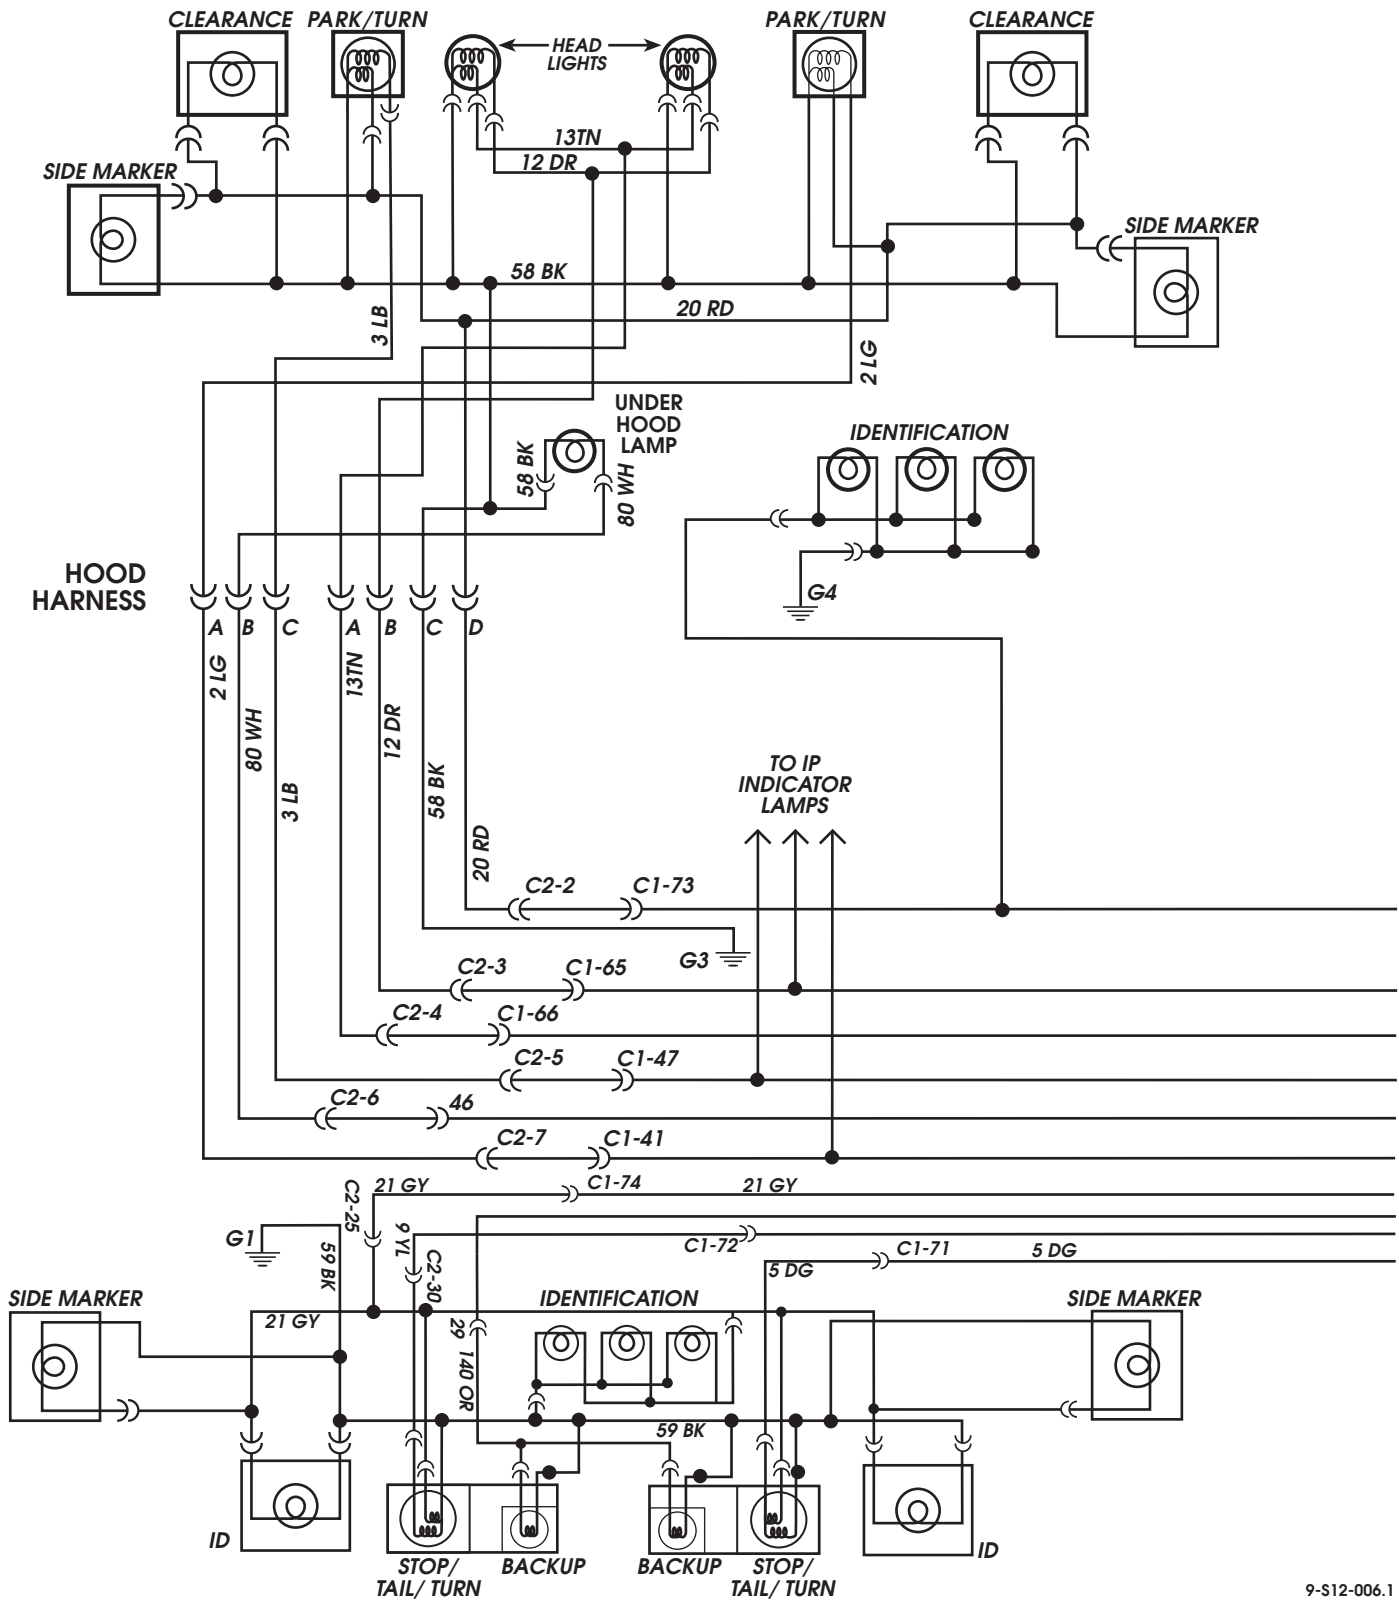 CLEARANCE
PARK/TURN
HEAD
LIGHTS
PARK/TURN
CLEARANCE
13TN
12 DR
SIDE MARKER
SIDE MARKER
58 BK
20 RD
3 LB
2 LG
UNDER
HOOD
LAMP
58 BK
80 WH
IDENTIFICATION
G4
HOOD
HARNESS
A
B
C
A
B
C
D
2 LG
80 WH
3 LB
13TN
12 DR
58 BK
20 RD
TO IP
INDICATOR
LAMPS
C2-2
C1-73
G3
C2-3
C1-65
C2-4
C1-66
C2-5
C1-47
C2-6
46
C2-7
C1-41
C2-25
21 GY
C1-74
21 GY
G1
59 BK
9 YL
C2-30
C1-72
C1-71
5 DG
5 DG
SIDE MARKER
21 GY
29
140 OR
IDENTIFICATION
SIDE MARKER
59 BK
ID
STOP/
TAIL/ TURN
BACKUP
BACKUP
STOP/
TAIL/ TURN
ID
9-S12-006.1